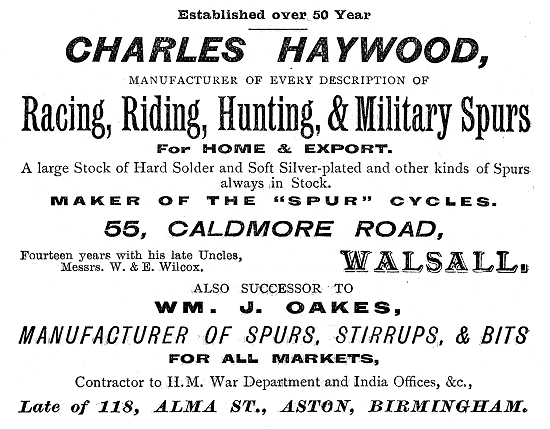 Established over 50 Year
CHARLES HAYWOOD,
MANUFACTURER OF EVERY DESCRIPTION OF
Racing, Riding, Hunting, & Military Spurs
For HOME & EXPORT.
A large Stock of Hard Solder and Soft Silver-plated and other kinds of Spurs
always in Stock.
MAKER OF THE "SPUR" CYCLES.
55, CALDMORE ROAD,
Fourteen years with his late Uncles,
Messrs. W. & E. Wilcox.
WALSALL.
ALSO SUCCESSOR TO
WM. J. OAKES,
MANUFACTURER OF SPURS, STIRRUPS, & BITS
FOR ALL MARKETS,
Contractor to H.M. War Department and India Offices, &c.,
Late of 118, ALMA ST., ASTON, BIRMINGHAM.